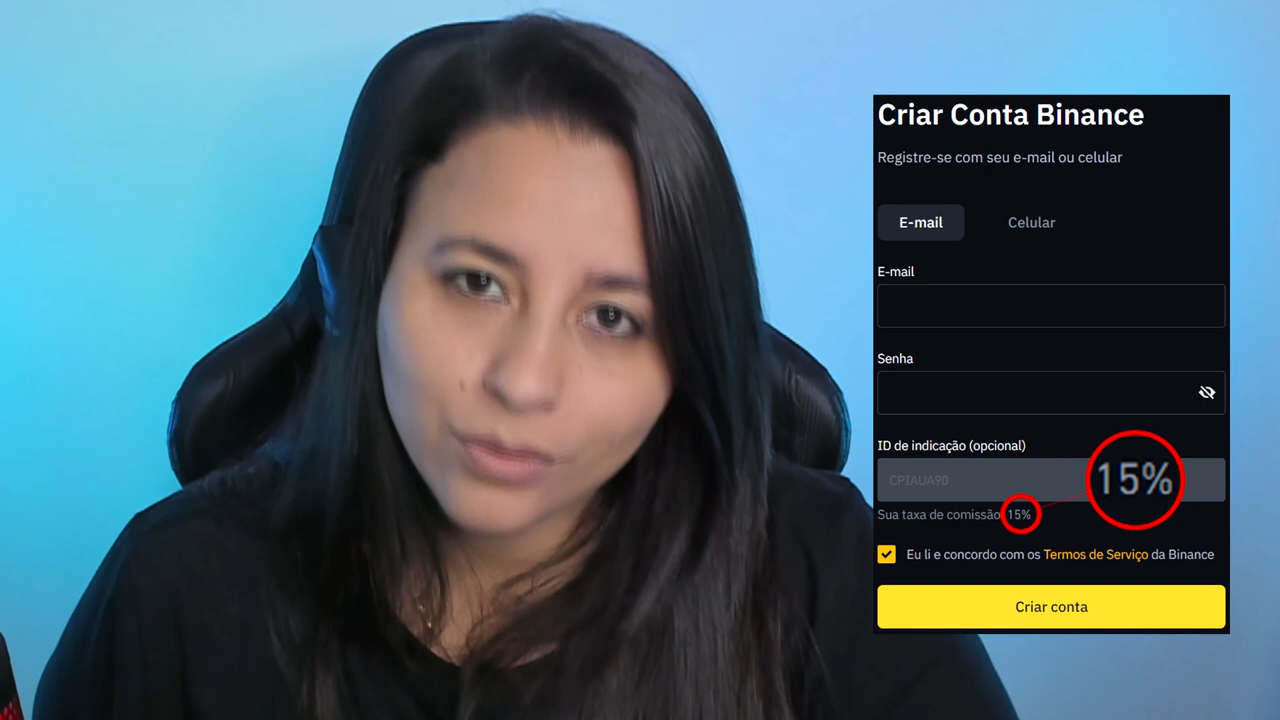 Criar Conta Binance
Registre-se com seu e-mail ou celular
E-mail Celular
E-mail
Senha
ID de indicação (opcional)
CPIAUA90
15%
Sua taxa de comissão 15%
Eu li e concordo com os Termos de Serviço da Binance
Criar conta